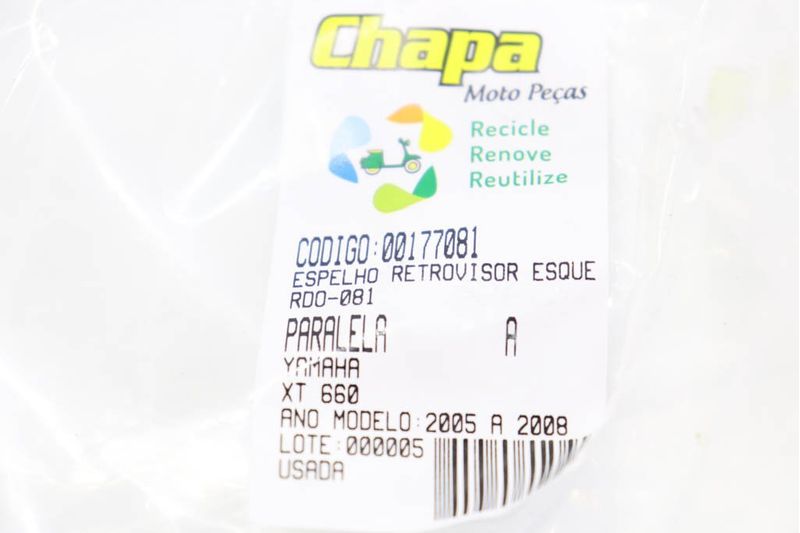 Chapa
Moto Peças
Recicle
Renove
Reutilize
CODIGO:00177081
ESPELHO RETROVISOR ESQUE
RDO-081
PARALELA A
YAMAHA
XT 660
ANO MODELO:2005 A 2008
LOTE:000005
USADA